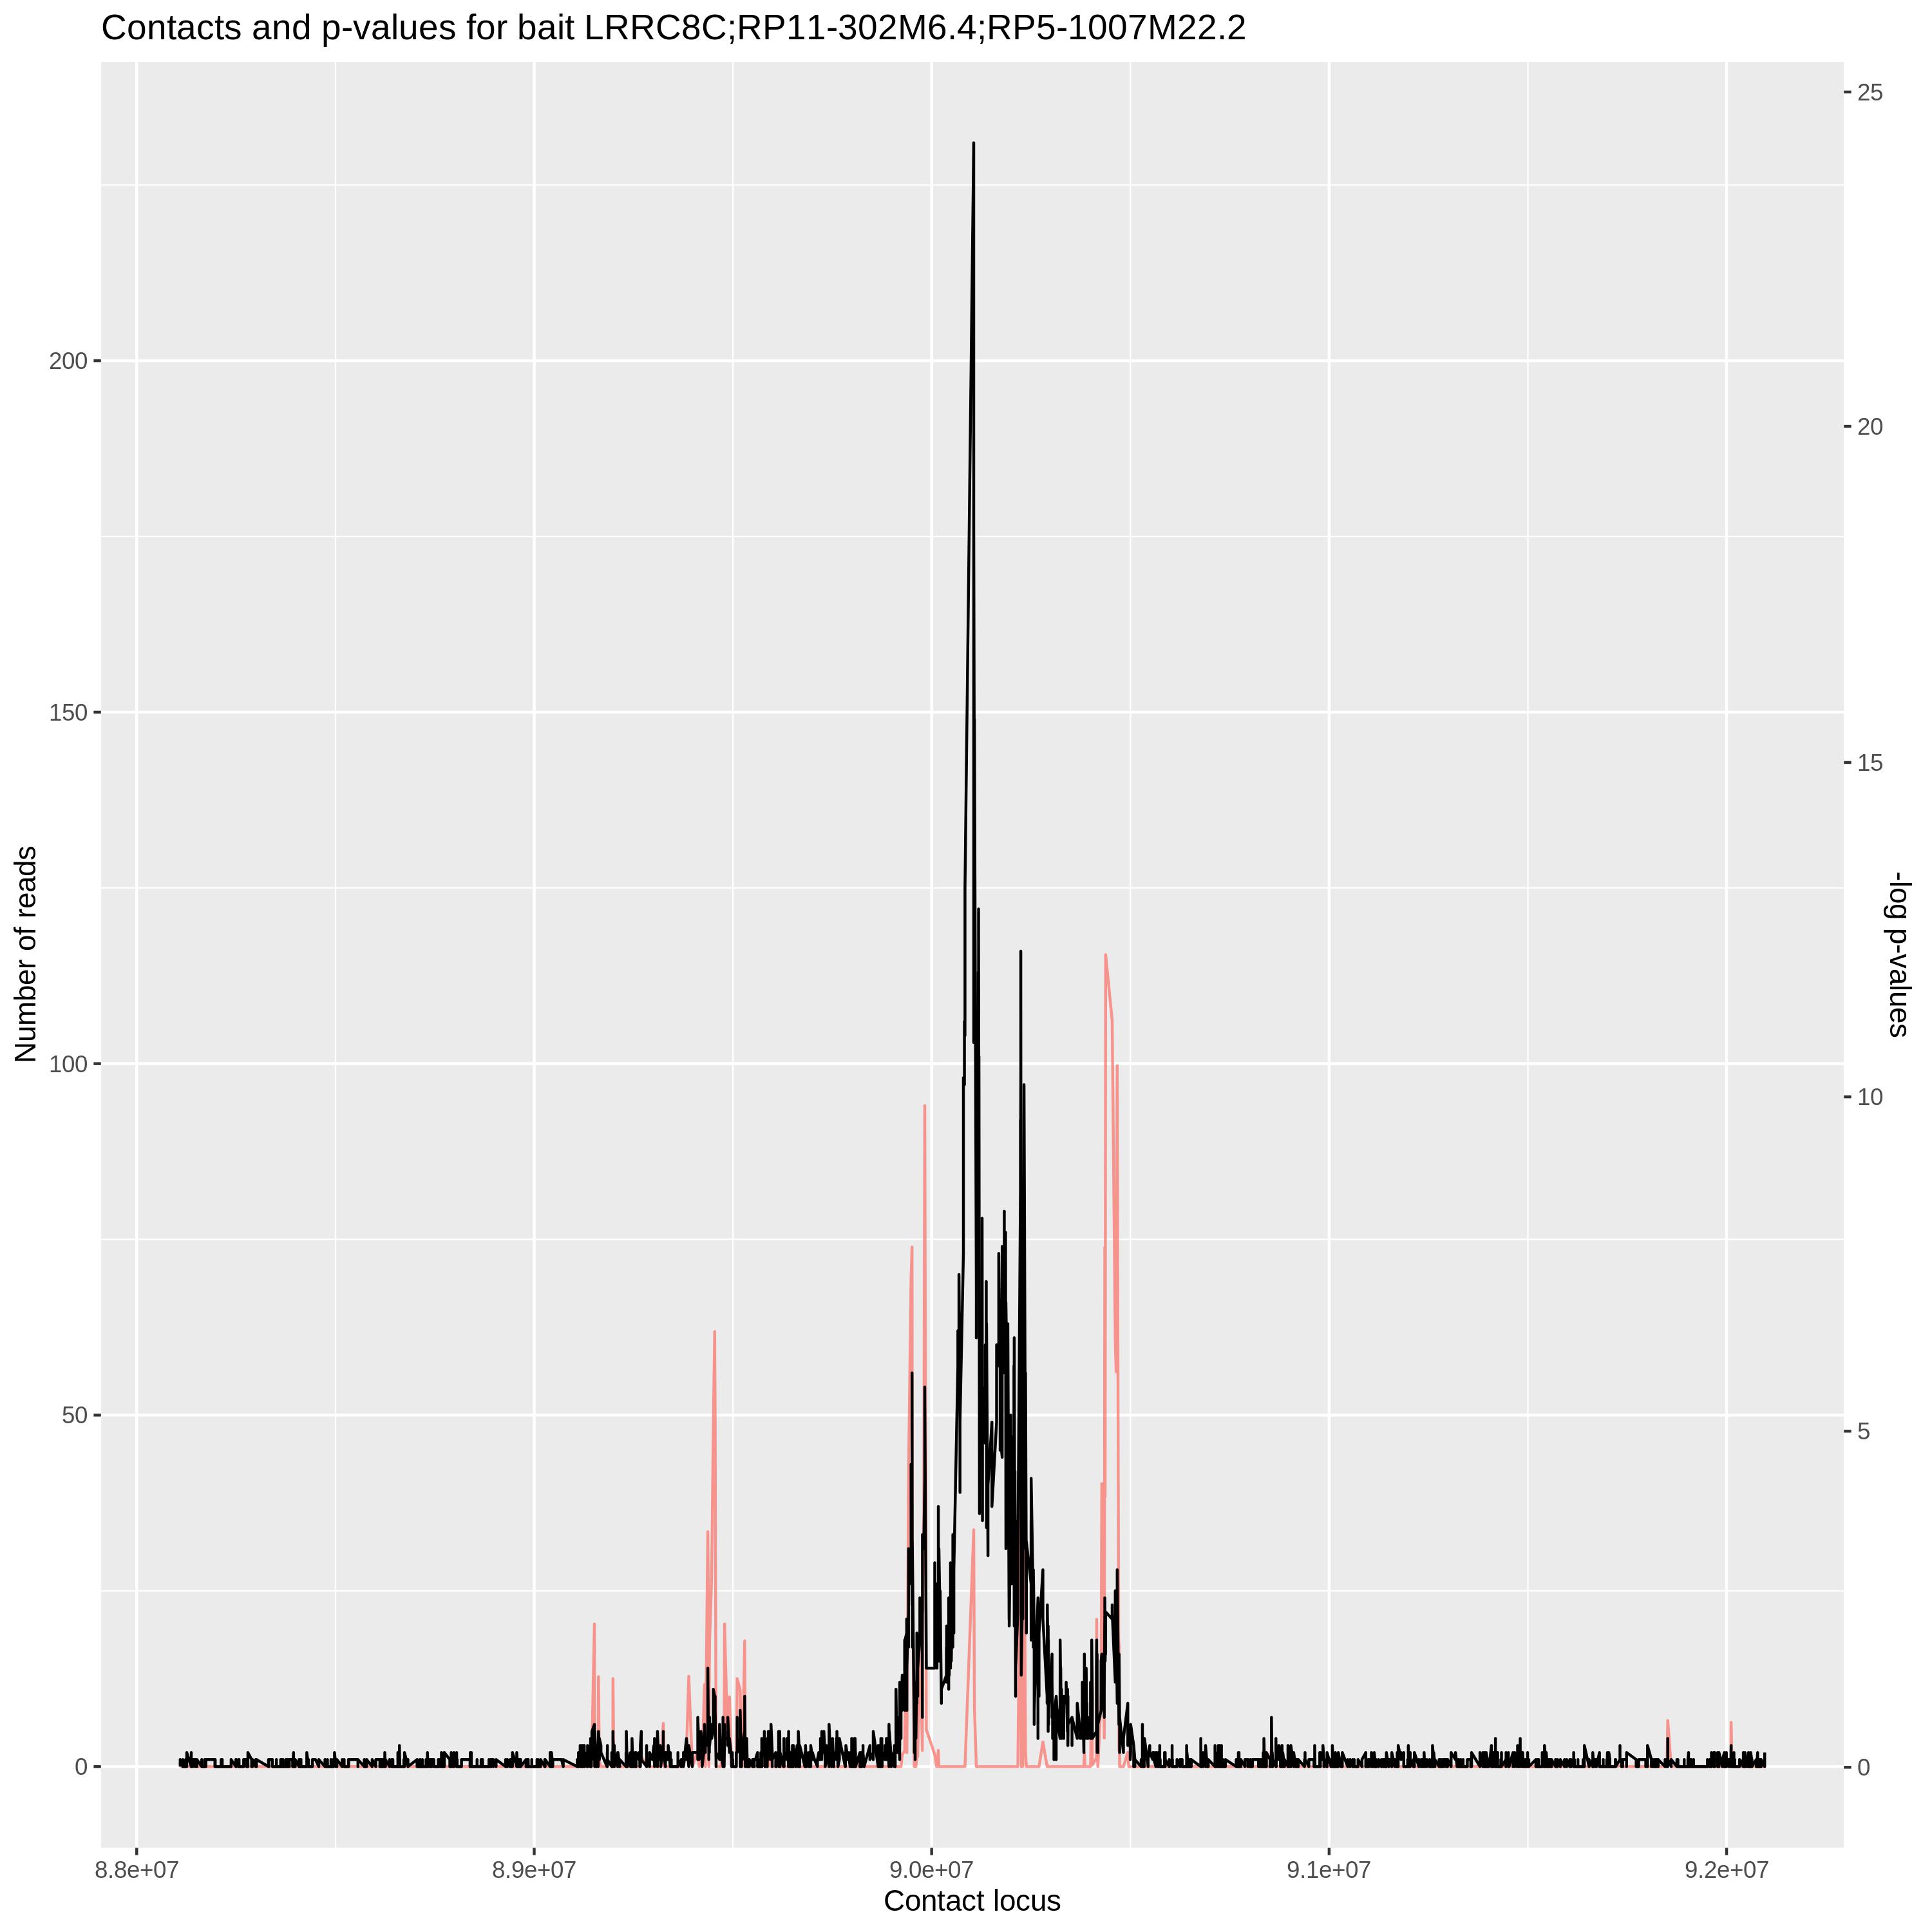 Contacts and p-values for bait LRRC8C;RP11-302M6.4;RP5-1007M22.2
Number of reads
200
150
100
50
0
25
20
15
10
5
0
-log p-values
8.8e+07
8.9e+07
9.0e+07
9.1e+07
9.2e+07
Contact locus